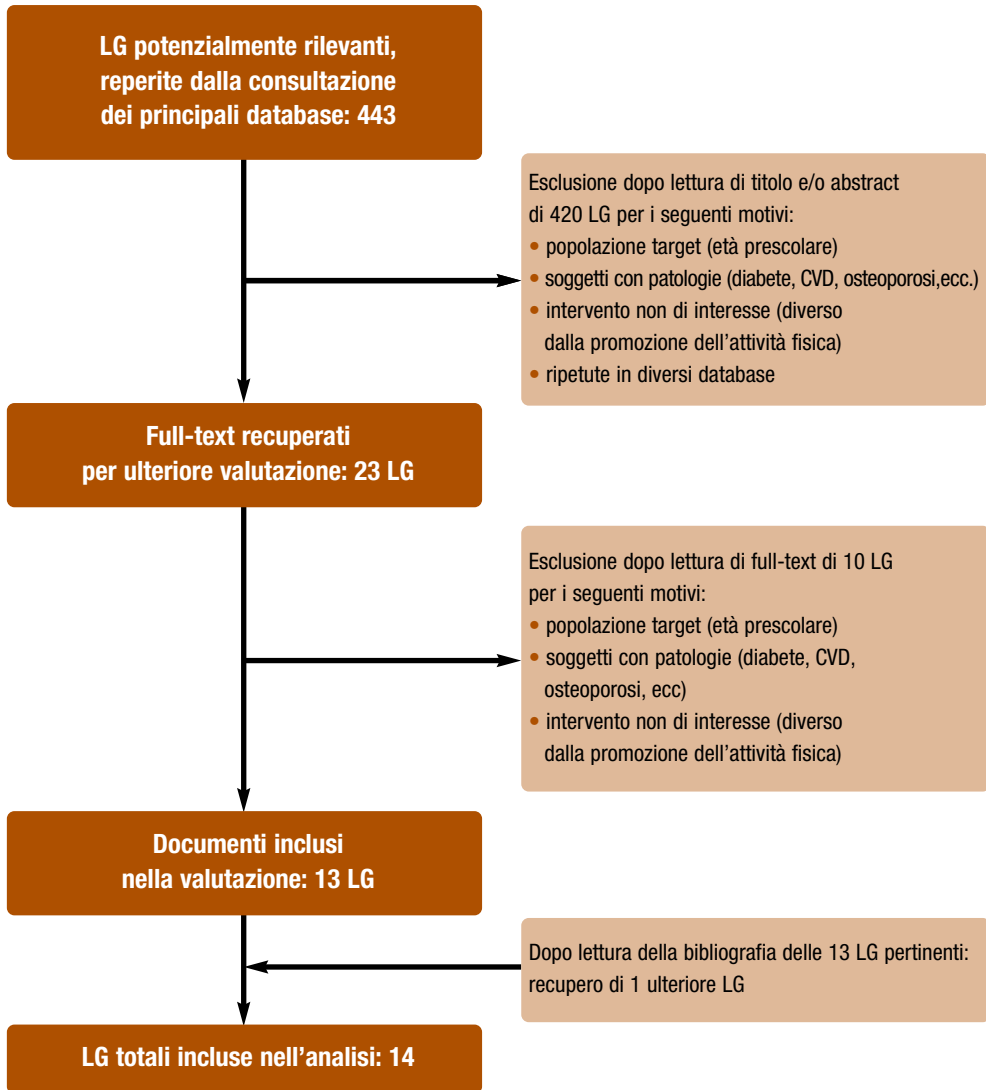 LG potenzialmente rilevanti,
reperite dalla consultazione
dei principali database: 443
Esclusione dopo lettura di titolo e/o abstract
di 420 LG per i seguenti motivi:
• popolazione target (età prescolare)
• soggetti con patologie (diabete, CVD, osteoporosi,ecc.)
• intervento non di interesse (diverso
dalla promozione dell'attività fisica)
• ripetute in diversi database
Full-text recuperati
per ulteriore valutazione: 23 LG
Esclusione dopo lettura di full-text di 10 LG
per i seguenti motivi:
• popolazione target (età prescolare)
• soggetti con patologie (diabete, CVD,
osteoporosi, ecc)
• intervento non di interesse (diverso
dalla promozione dell'attività fisica)
Documenti inclusi
nella valutazione: 13 LG
Dopo lettura della bibliografia delle 13 LG pertinenti:
recupero di 1 ulteriore LG
LG totali incluse nell'analisi: 14